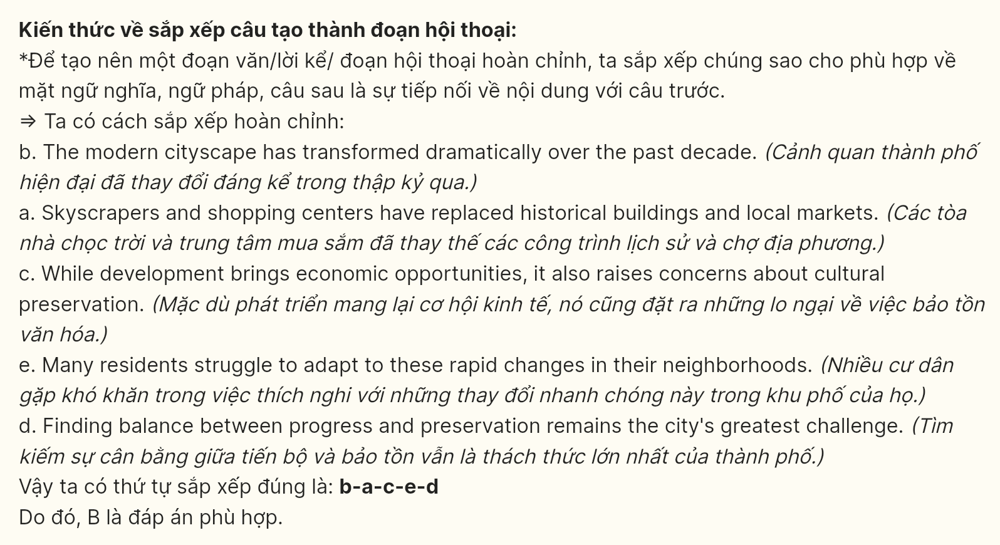 Kiến thức về sắp xếp câu tạo thành đoạn hội thoại:
*Để tạo nên một đoạn văn/lời kể/ đoạn hội thoại hoàn chỉnh, ta sắp xếp chúng sao cho phù hợp về
mặt ngữ nghĩa, ngữ pháp, câu sau là sự tiếp nối về nội dung với câu trước.
⇒ Ta có cách sắp xếp hoàn chỉnh:
b. The modern cityscape has transformed dramatically over the past decade. (Cảnh quan thành phố
hiện đại đã thay đổi đáng kể trong thập kỷ qua.)
a. Skyscrapers and shopping centers have replaced historical buildings and local markets. (Các tòa
nhà chọc trời và trung tâm mua sắm đã thay thế các công trình lịch sử và chợ địa phương.)
c. While development brings economic opportunities, it also raises concerns about cultural
preservation. (Mặc dù phát triển mang lại cơ hội kinh tế, nó cũng đặt ra những lo ngại về việc bảo tồn
văn hóa.)
e. Many residents struggle to adapt to these rapid changes in their neighborhoods. (Nhiều cư dân
gặp khó khăn trong việc thích nghi với những thay đổi nhanh chóng này trong khu phố của họ.)
d. Finding balance between progress and preservation remains the city's greatest challenge. (Tìm
kiếm sự cân bằng giữa tiến bộ và bảo tồn vẫn là thách thức lớn nhất của thành phố.)
Vậy ta có thứ tự sắp xếp đúng là: b-a-c-e-d
Do đó, B là đáp án phù hợp.